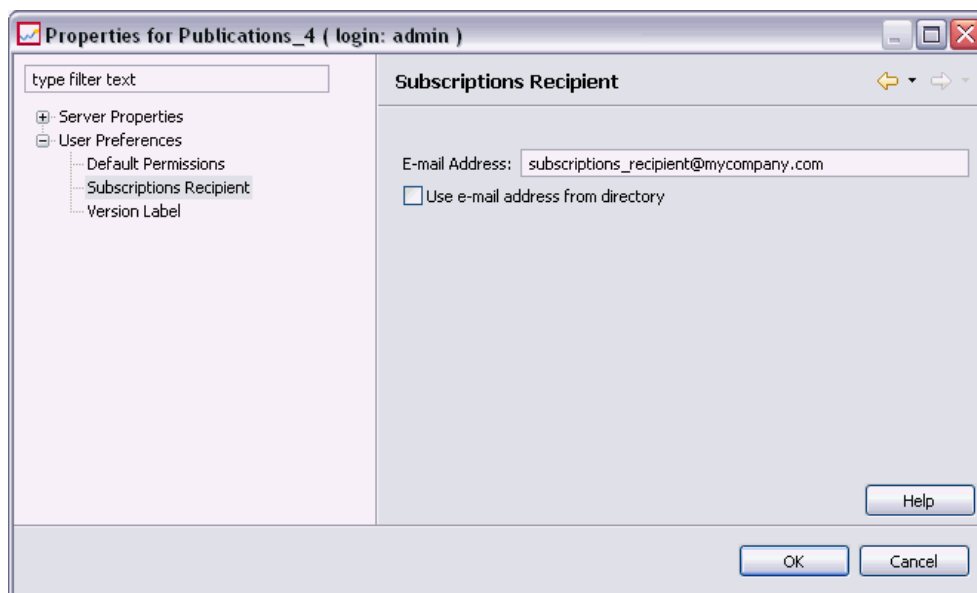 Properties for Publications_4 ( login: admin )
type filter text
Server Properties
User Preferences
Default Permissions
Subscriptions Recipient
Version Label
Subscriptions Recipient
E-mail Address: subscriptions_recipient@mycompany.com
Use e-mail address from directory
Help
OK
Cancel